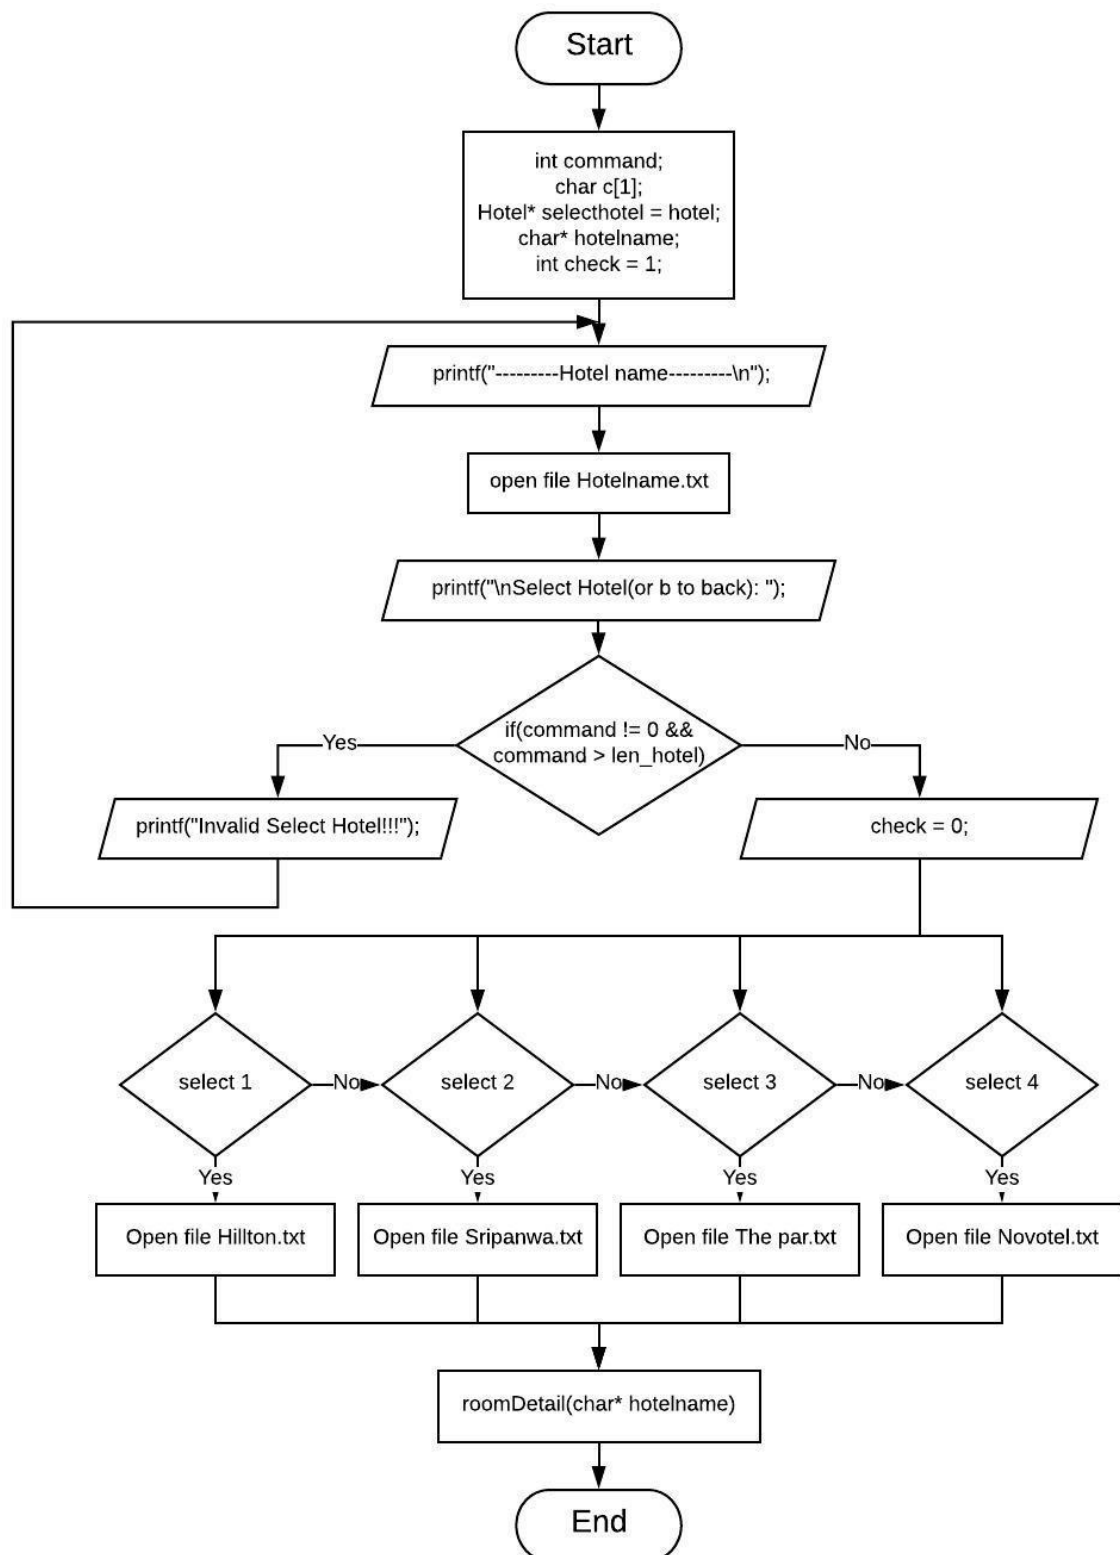 Start
int command;
char c[1];
Hotel* selecthotel = hotel;
char* hotelname;
int check = 1;
printf("---------Hotel name---------\n");
open file Hotelname.txt
printf("\nSelect Hotel(or b to back): ");
if(command != 0 &&
command > len_hotel)
Yes
No
printf("Invalid Select Hotel!!!");
check = 0;
select 1
No
select 2
No
select 3
No
select 4
Yes
Yes
Yes
Yes
Open file Hillton.txt
Open file Sripanwa.txt
Open file The par.txt
Open file Novotel.txt
roomDetail(char* hotelname)
End